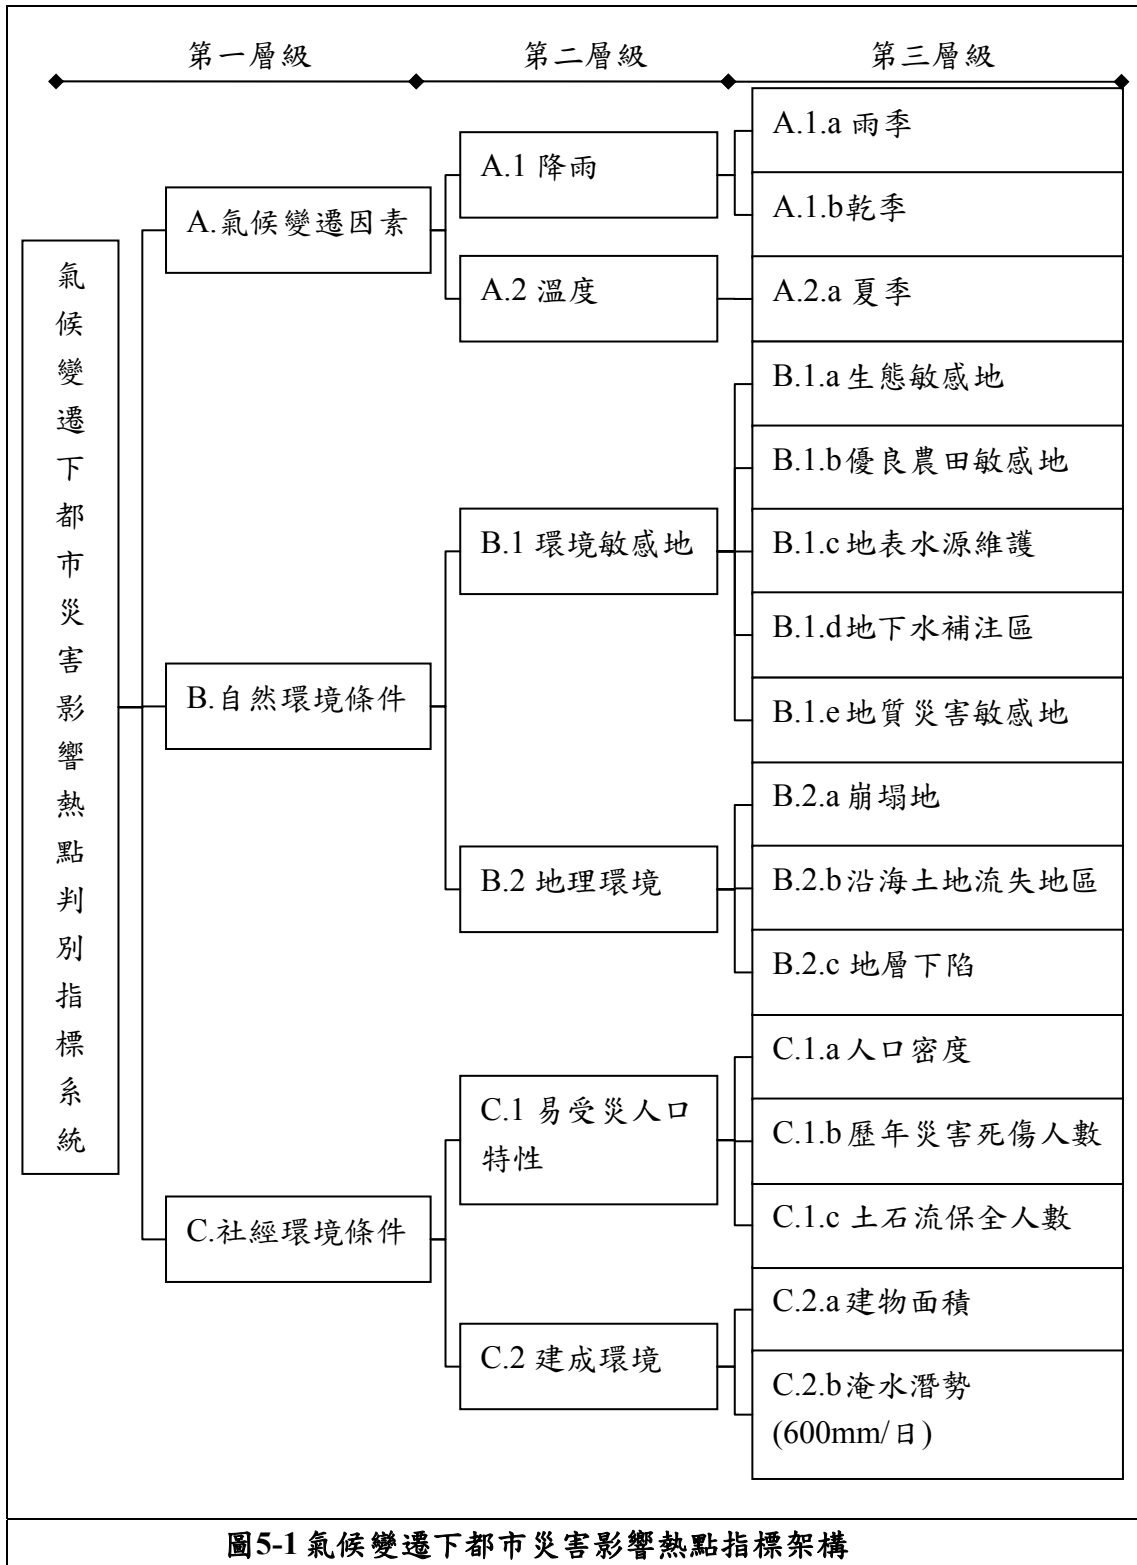 第一層級
第二層級
第三層級
氣候變遷下都市災害影響熱點判別指標系統
A.氣候變遷因素
A.1 降雨
A.1.a 雨季
A.1.b乾季
A.2 溫度
A.2.a 夏季
B.自然環境條件
B.1 環境敏感地
B.1.a 生態敏感地
B.1.b優良農田敏感地
B.1.c 地表水源維護
B.1.d地下水補注區
B.1.e 地質災害敏感地
B.2 地理環境
B.2.a 崩塌地
B.2.b沿海土地流失地區
B.2.c 地層下陷
C.社經環境條件
C.1 易受災人口
特性
C.1.a 人口密度
C.1.b歷年災害死傷人數
C.1.c 土石流保全人數
C.2 建成環境
C.2.a 建物面積
C.2.b淹水潛勢
(600mm/日)
圖5-1 氣候變遷下都市災害影響熱點指標架構